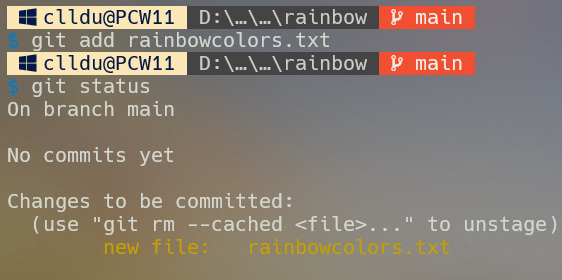 clldu@PCW11 D:\…\…\rainbow main
$ git add rainbowcolors.txt
clldu@PCW11 D:\…\…\rainbow main
$ git status
On branch main
No commits yet
Changes to be committed:
(use "git rm --cached <file>..." to unstage)
new file: rainbowcolors.txt